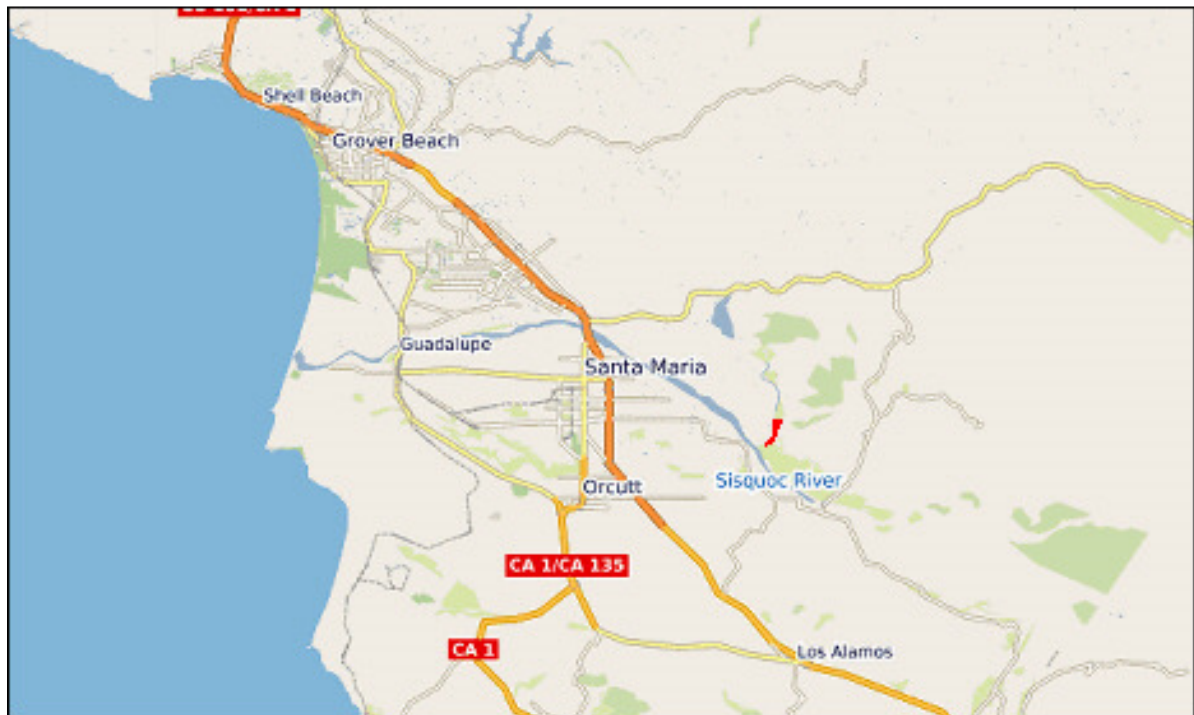 Shell Beach
Grover Beach
Guadalupe
Santa Maria
Sisquoc River
Orcutt
CA 1/CA 135
CA 1
Los Alamos